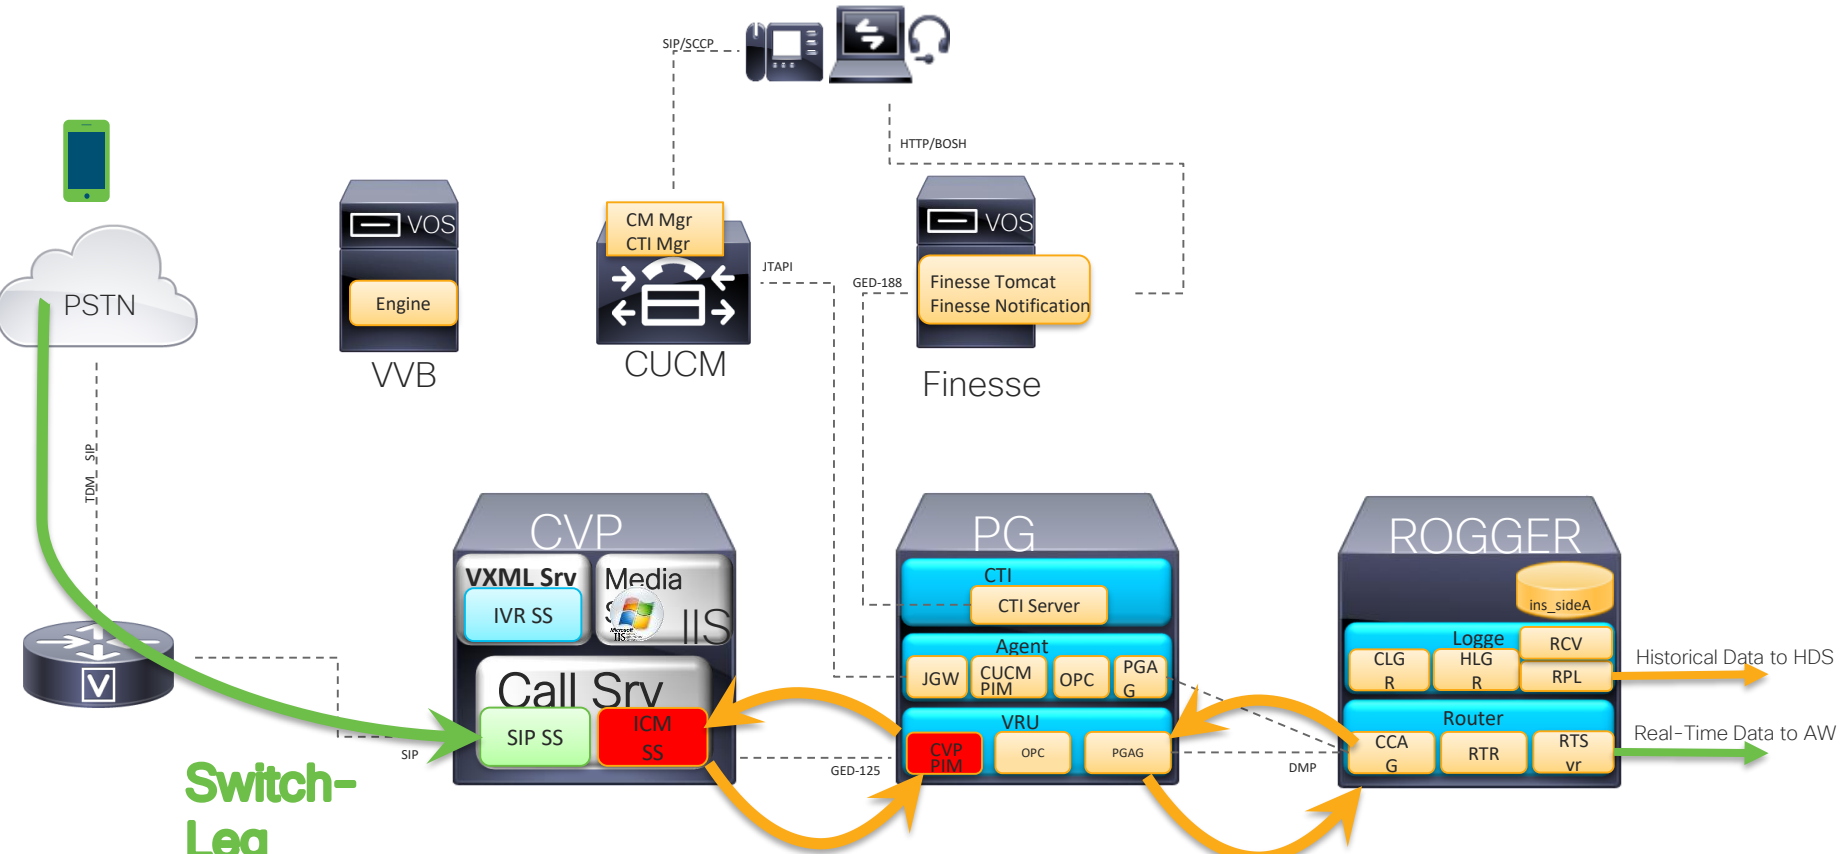 SIP/SCCP
HTTP/BOSH
VOS
CM Mgr
CTI Mgr
VOS
JTAPI
GED-188
Finesse Tomcat
Finesse Notification
Engine
PSTN
VVB
CUCM
Finesse
TDM SIP
CVP
PG
ROGGER
VXML Srv
IVR SS
Media
IIS
Microsoft
IIS
CTI
CTI Server
ins_sideA
Agent
JGW
CUCM
PIM
OPC
PGA
G
Logge
CLG
R
HLG
R
RCV
RPL
Historical Data to HDS
Call Srv
SIP SS
ICM
SS
VRU
CVP
PIM
OPC
PGAG
Router
CCA
G
RTR
RTS
vr
Real-Time Data to AW
SIP
GED-125
DMP
Switch-
Leg